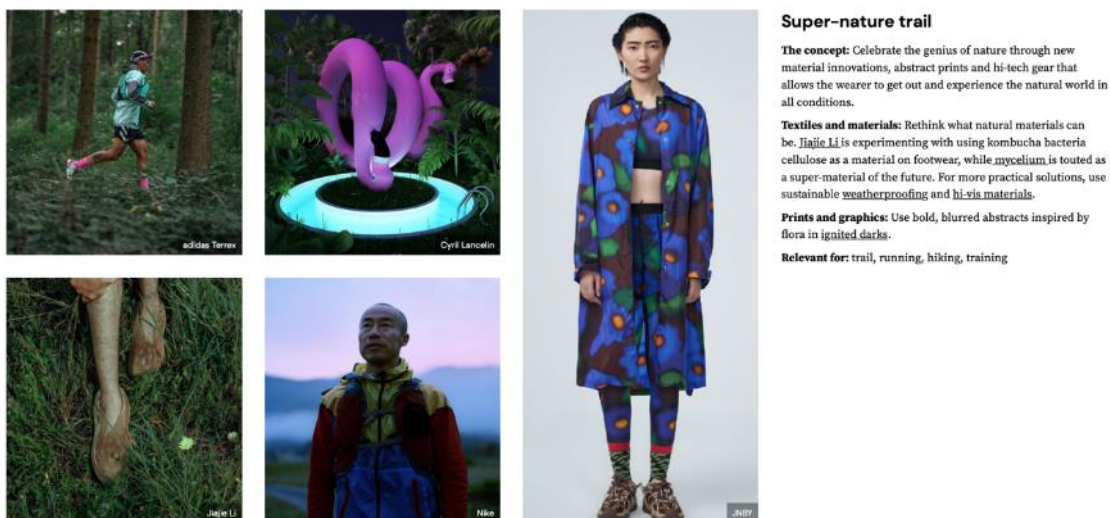 adidas Terrex
Cyril Lancelin
Jiajie Li
Nike
JNBY
Super-nature trail
The concept: Celebrate the genius of nature through new
material innovations, abstract prints and hi-tech gear that
allows the wearer to get out and experience the natural world in
all conditions.
Textiles and materials: Rethink what natural materials can
be. Jiajie Li is experimenting with using kombucha bacteria
cellulose as a material on footwear, while mycelium is touted as
a super-material of the future. For more practical solutions, use
sustainable weatherproofing and hi-vis materials.
Prints and graphics: Use bold, blurred abstracts inspired by
flora in ignited darks.
Relevant for: trail, running, hiking, training